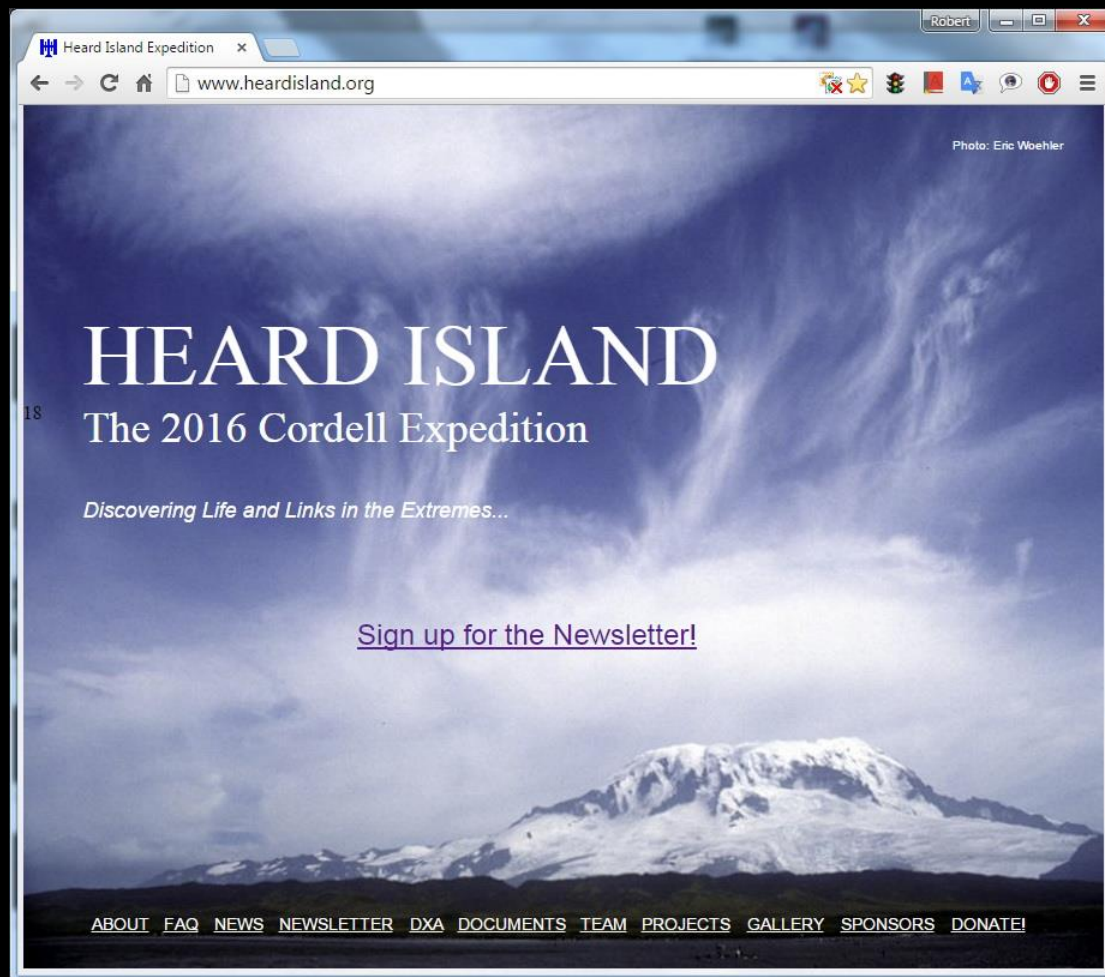 Robert
Heard Island Expedition
www.heardisland.org
Photo: Eric Woehler
HEARD ISLAND
18
The 2016 Cordell Expedition
Discovering Life and Links in the Extremes...
Sign up for the Newsletter!
ABOUT FAQ NEWS NEWSLETTER DXA DOCUMENTS TEAM PROJECTS GALLERY SPONSORS DONATE!